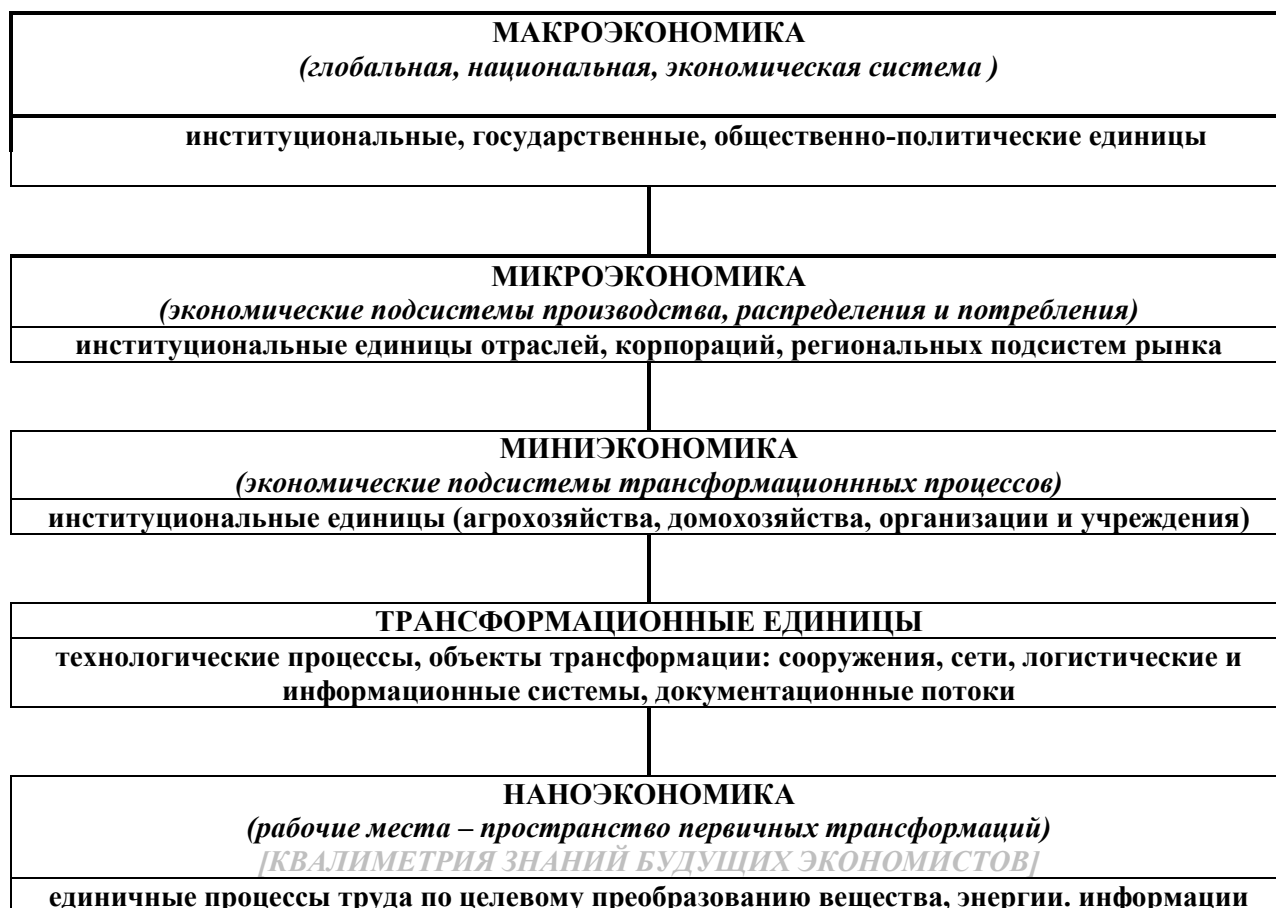 МАКРОЭКОНОМИКА
(глобальная, национальная, экономическая система )
институциональные, государственные, общественно-политические единицы
МИКРОЭКОНОМИКА
(экономические подсистемы производства, распределения и потребления)
институциональные единицы отраслей, корпораций, региональных подсистем рынка
МИНИЭКОНОМИКА
(экономические подсистемы трансформационнных процессов)
институциональные единицы (агрохозяйства, домохозяйства, организации и учреждения)
ТРАНСФОРМАЦИОННЫЕ ЕДИНИЦЫ
технологические процессы, объекты трансформации: сооружения, сети, логистические и
информационные системы, документационные потоки
НАНОЭКОНОМИКА
(рабочие места – пространство первичных трансформаций)
[КВАЛИМЕТРИЯ ЗНАНИЙ БУДУЩИХ ЭКОНОМИСТОВ]
единичные процессы труда по целевому преобразованию вещества, энергии. информации